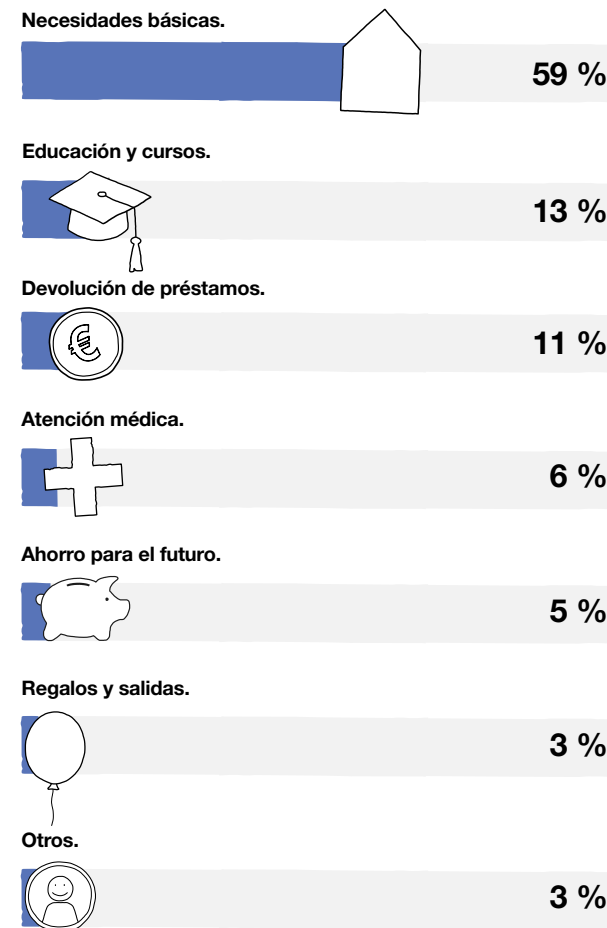 Necesidades básicas.
59 %
Educación y cursos.
13 %
Devolución de préstamos.
€
11 %
Atención médica.
6 %
Ahorro para el futuro.
5 %
Regalos y salidas.
3 %
Otros.
3 %